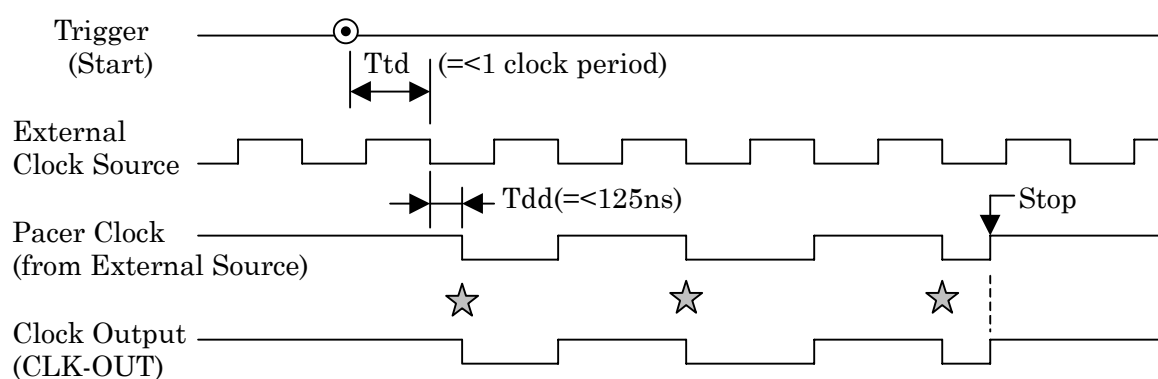 Trigger
(Start)
Ttd (=<1 clock period)
External
Clock Source
Tdd(=<125ns)
Stop
Pacer Clock
(from External Source)
Clock Output
(CLK-OUT)